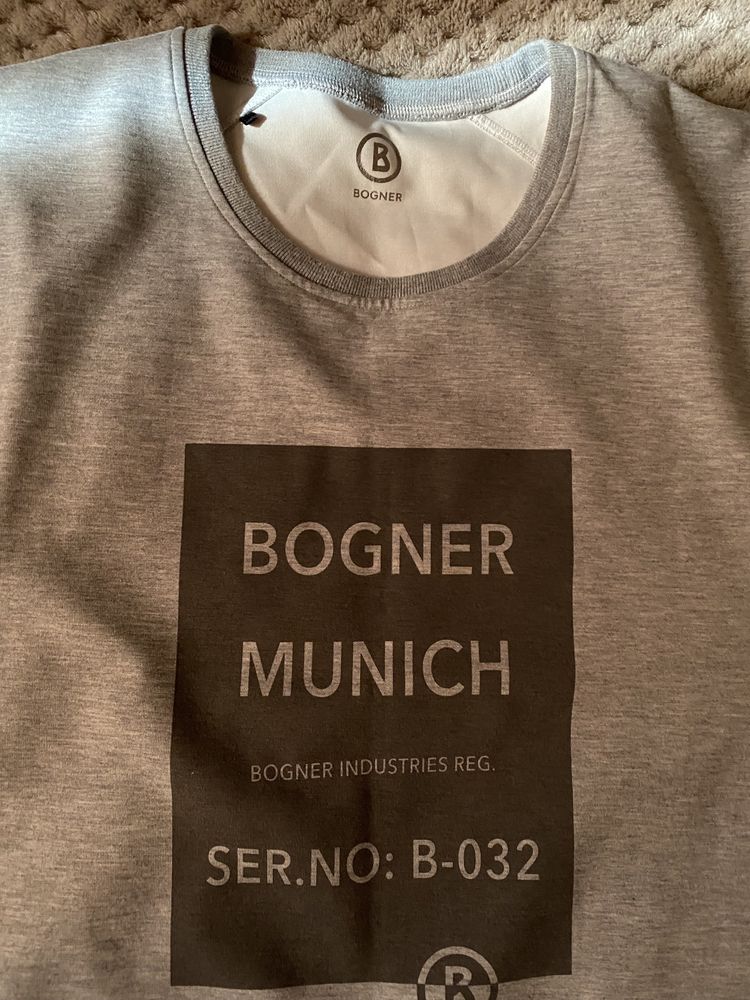 B
BOGNER
BOGNER
MUNICH
BOGNER INDUSTRIES REG.
SER.NO: B-032
B